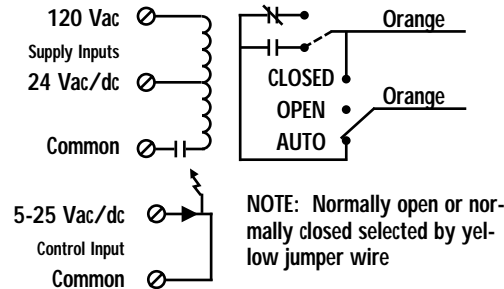 120 Vac
Supply Inputs
24 Vac/dc
Common
5-25 Vac/dc
Control Input
Common
Orange
CLOSED
OPEN
Orange
AUTO
NOTE: Normally open or nor-
mally closed selected by yel-
low jumper wire